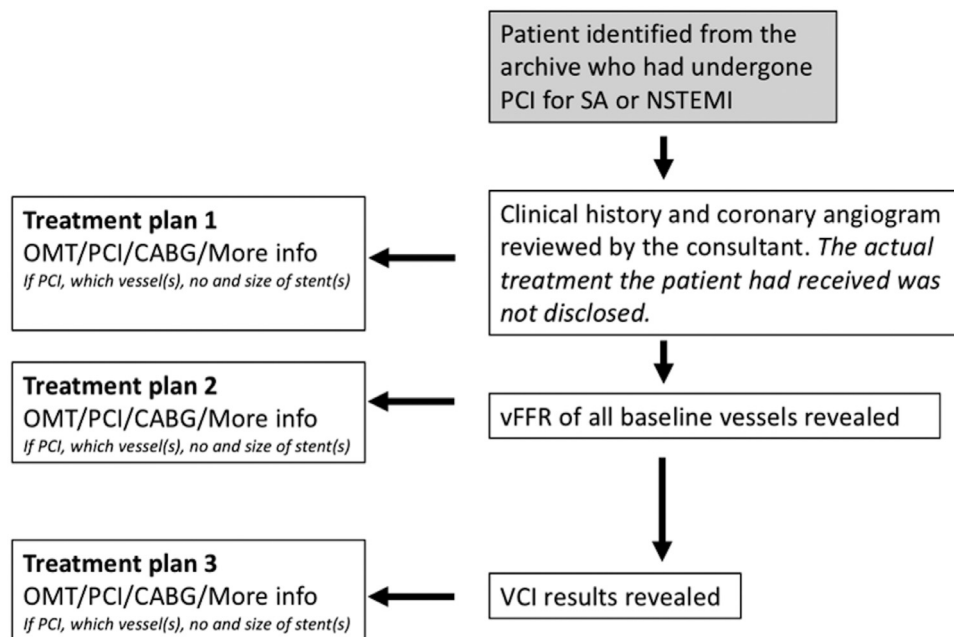 Patient identified from the
archive who had undergone
PCI for SA or NSTEMI
Clinical history and coronary angiogram
reviewed by the consultant. The actual
treatment the patient had received was
not disclosed.
Treatment plan 1
OMT/PCI/CABG/More info
If PCI, which vessel(s), no and size of stent(s)
vFFR of all baseline vessels revealed
Treatment plan 2
OMT/PCI/CABG/More info
If PCI, which vessel(s), no and size of stent(s)
VCI results revealed
Treatment plan 3
OMT/PCI/CABG/More info
If PCI, which vessel(s), no and size of stent(s)